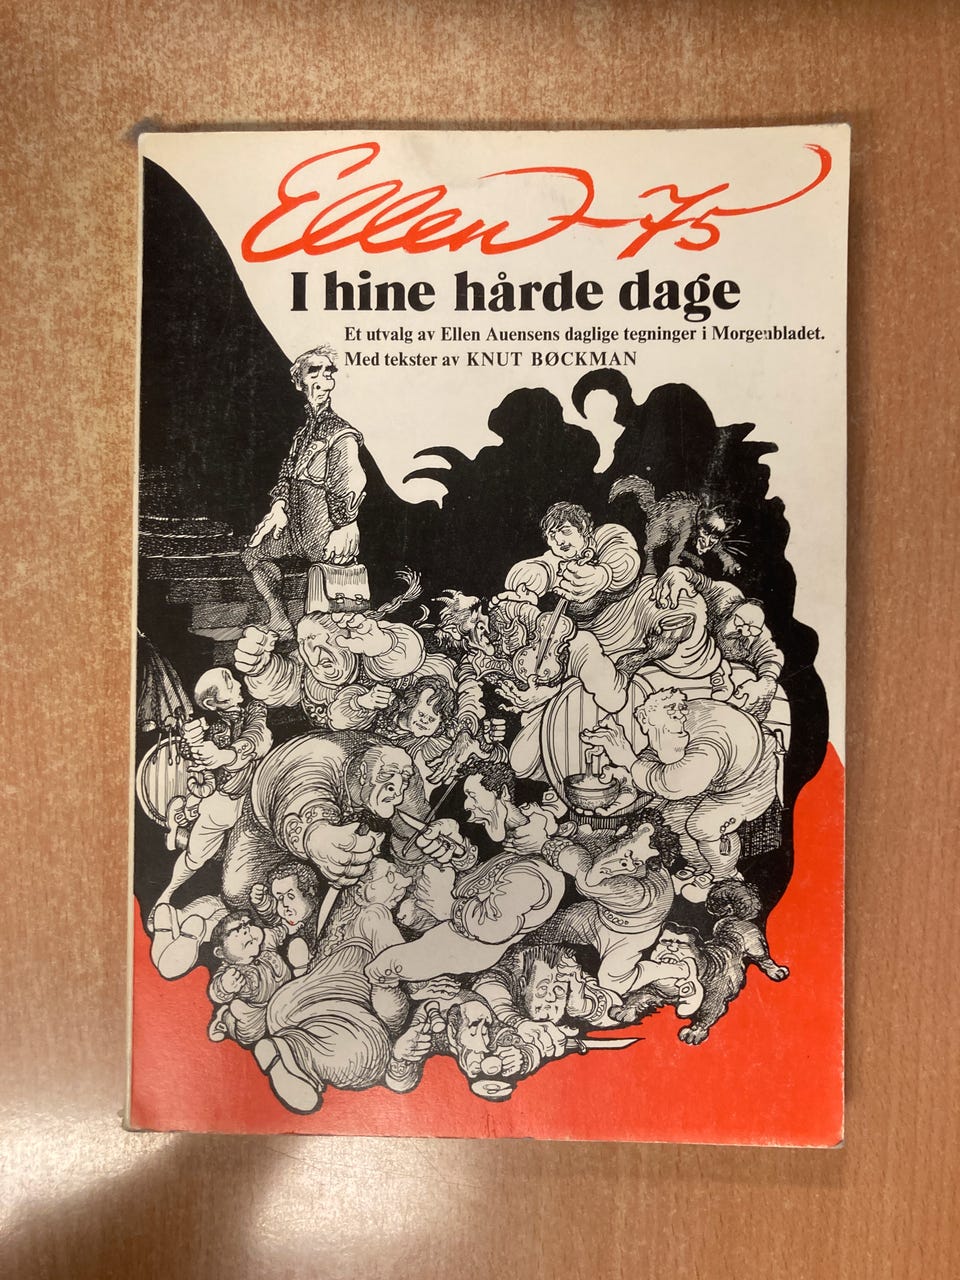 Ellen-75
I hine hårde dage
Et utvalg av Ellen Auensens daglige tegninger i Morgenbladet.
Med tekster av KNUT BØCKMAN